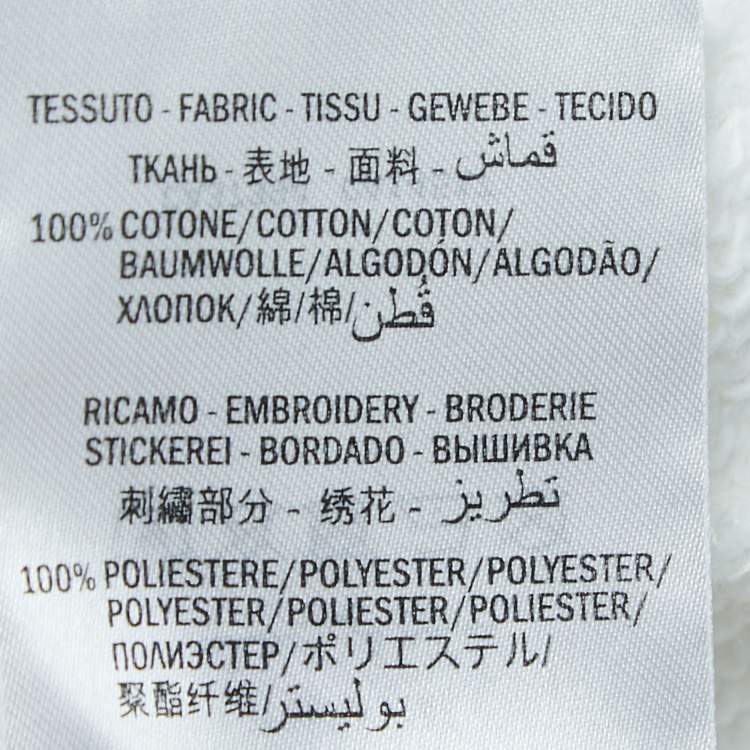 TESSUTO - FABRIC - TISSU - GEWEBE - TECIDO
ТКАНЬ - 表地 - 面料 - قماش
100% COTONE/COTTON/COTON/
BAUMWOLLE/ALGODÓN/ALGODÃO/
ХЛОПОК/綿/棉/قُطن
RICAMO - EMBROIDERY - BRODERIE
STICKEREI - BORDADO - ВЫШИВКА
刺繍部分 - 绣花 - تطريز
100% POLIESTERE/POLYESTER/POLYESTER/
POLYESTER/POLIESTER/POLIESTER/
ПОЛИЭСТЕР/ポリエステル/
聚酯纤维/بوليستر